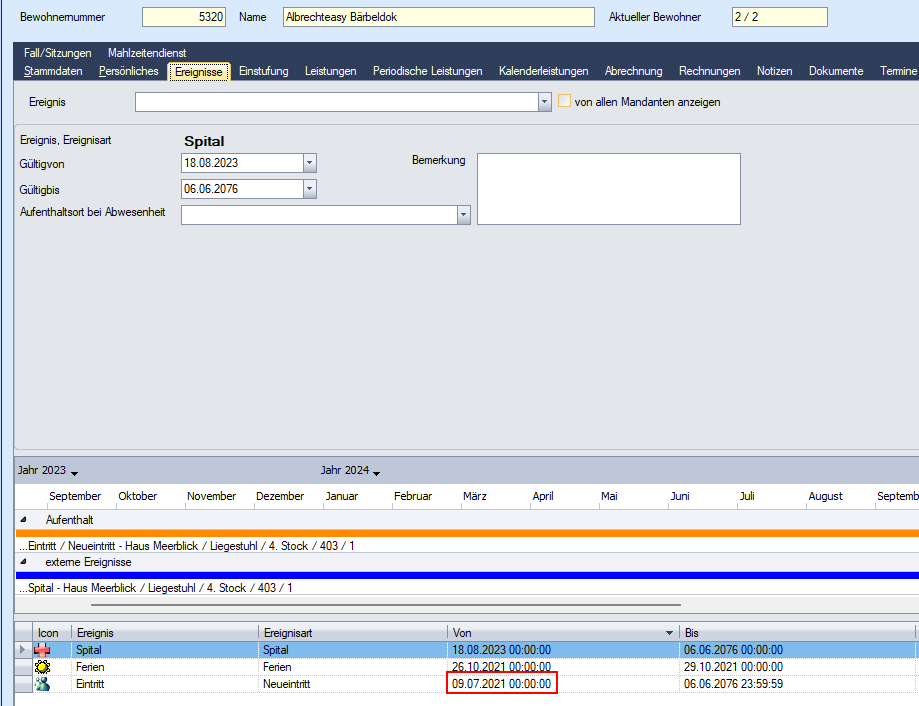 Bewohnernummer 5320 Name Albrechteasy Bärbeldok Aktueller Bewohner 2 / 2
Fall/Sitzungen Mahlzeitendienst
Stammdaten Persönliches Ereignisse Einstufung Leistungen Periodische Leistungen Kalenderleistungen Abrechnung Rechnungen Notizen Dokumente Termine
Ereignis von allen Mandanten anzeigen
Ereignis, Ereignisart Spital
Gültigvon 18.08.2023 Bemerkung
Gültigbis 06.06.2076
Aufenthaltsort bei Abwesenheit
Jahr 2023 Jahr 2024
September Oktober November Dezember Januar Februar März April Mai Juni Juli August Septemb
Aufenthalt
...Eintritt / Neueintritt - Haus Meerblick / Liegestuhl / 4. Stock / 403 / 1
externe Ereignisse
...Spital - Haus Meerblick / Liegestuhl / 4. Stock / 403 / 1
Icon Ereignis Ereignisart Von Bis
Spital Spital 18.08.2023 00:00:00 06.06.2076 00:00:00
Ferien Ferien 26.10.2021 00:00:00 29.10.2021 00:00:00
Eintritt Neueintritt 09.07.2021 00:00:00 06.06.2076 23:59:59